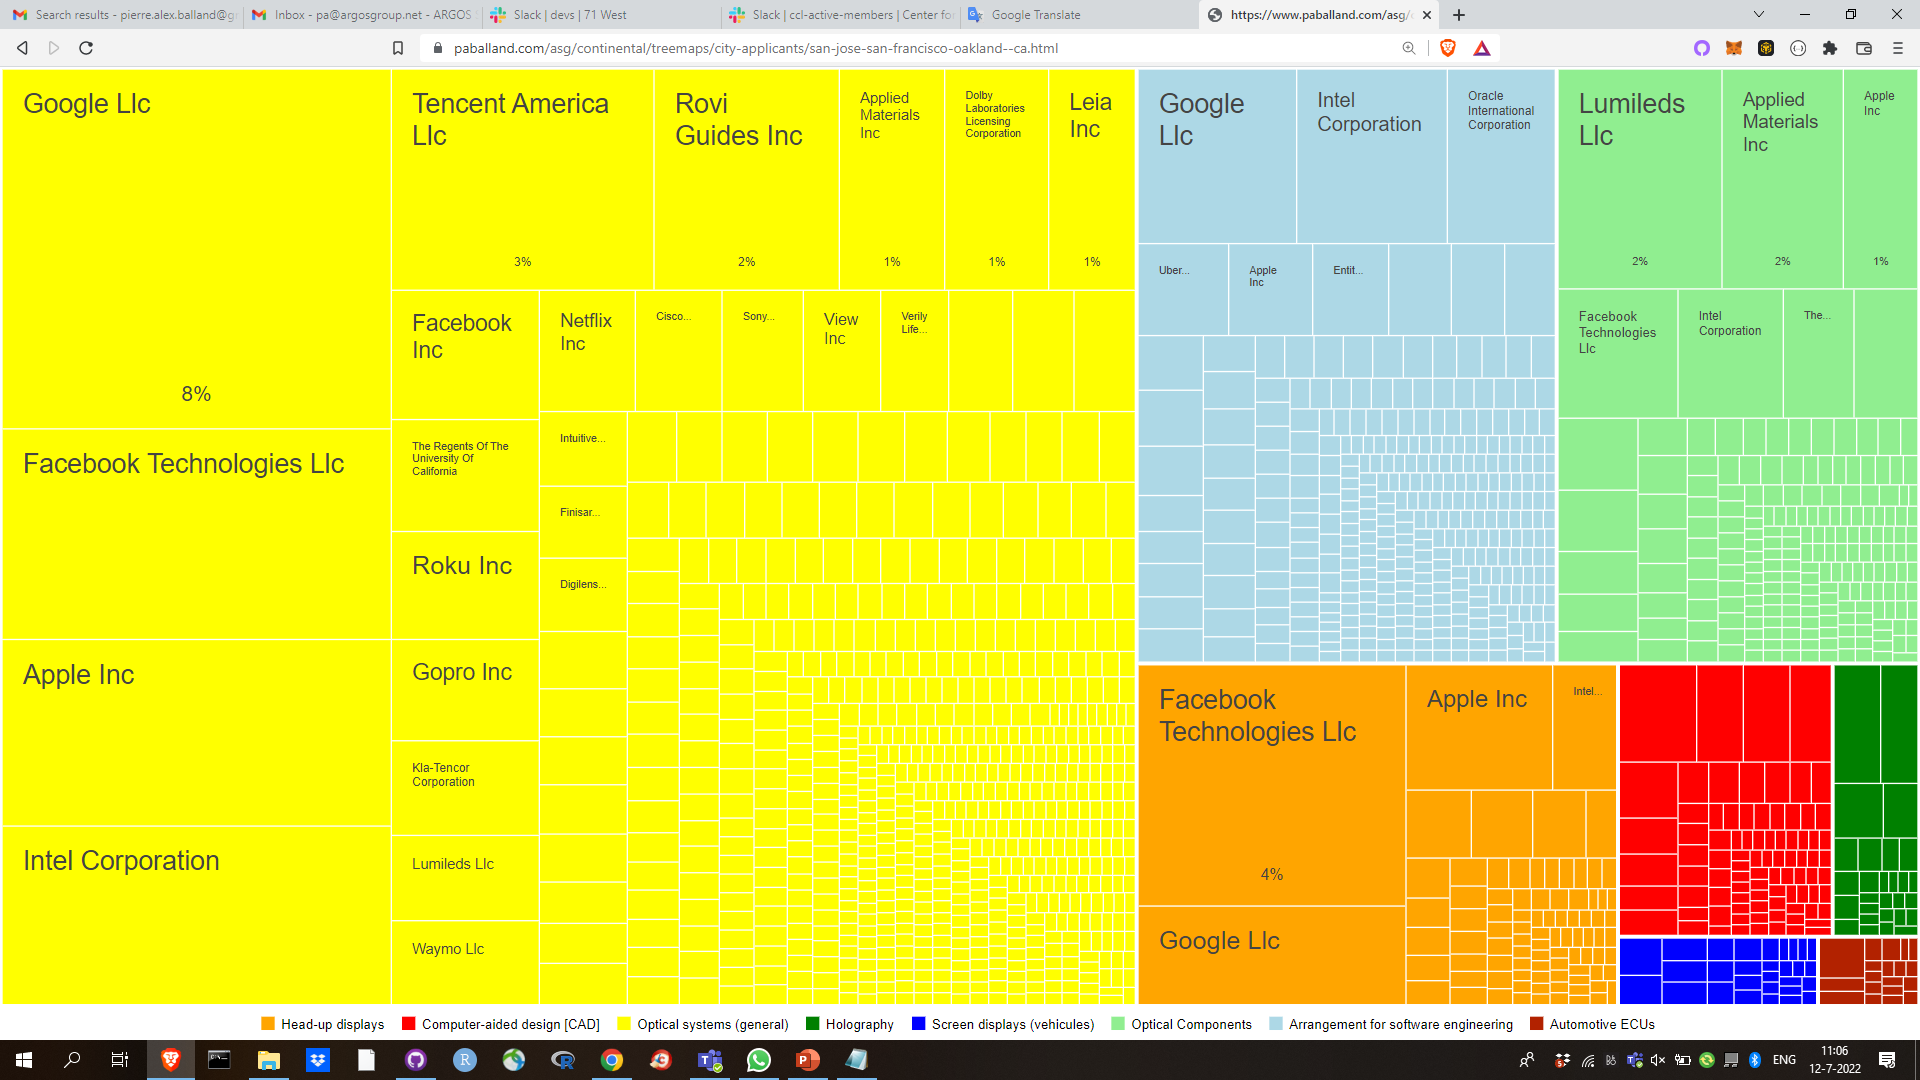 Search results - pierre.alex.balland@g
Inbox - pa@argosgroup.net - ARGOS
Slack | devs | 71 West
Slack | ccl-active-members | Center for
Google Translate
https://www.paballand.com/asg/
paballand.com/asg/continental/treemaps/city-applicants/san-jose-san-francisco-oakland--ca.html
Google Llc
8%
Facebook Technologies Llc
Apple Inc
Intel Corporation
Tencent America
Llc
3%
Rovi
Guides Inc
2%
Applied
Materials
Inc
1%
Dolby
Laboratories
Licensing
Corporation
1%
Leia
Inc
1%
Facebook
Inc
Netflix
Inc
Cisco...
Sony...
View
Inc
Verily
Life...
The Regents Of The
University Of
California
Intuitive...
Finisar...
Digilens...
Roku Inc
Gopro Inc
Kla-Tencor
Corporation
Lumileds Llc
Waymo Llc
Google
Llc
Intel
Corporation
Oracle
International
Corporation
Uber...
Apple
Inc
Entit...
Lumileds
Llc
2%
Applied
Materials
Inc
2%
Apple
Inc
1%
Facebook
Technologies
Llc
Intel
Corporation
The...
Facebook
Technologies Llc
4%
Apple Inc
Intel...
Google Llc
Head-up displays
Computer-aided design [CAD]
Optical systems (general)
Holography
Screen displays (vehicules)
Optical Components
Arrangement for software engineering
Automotive ECUs
ENG
11:06
12-7-2022